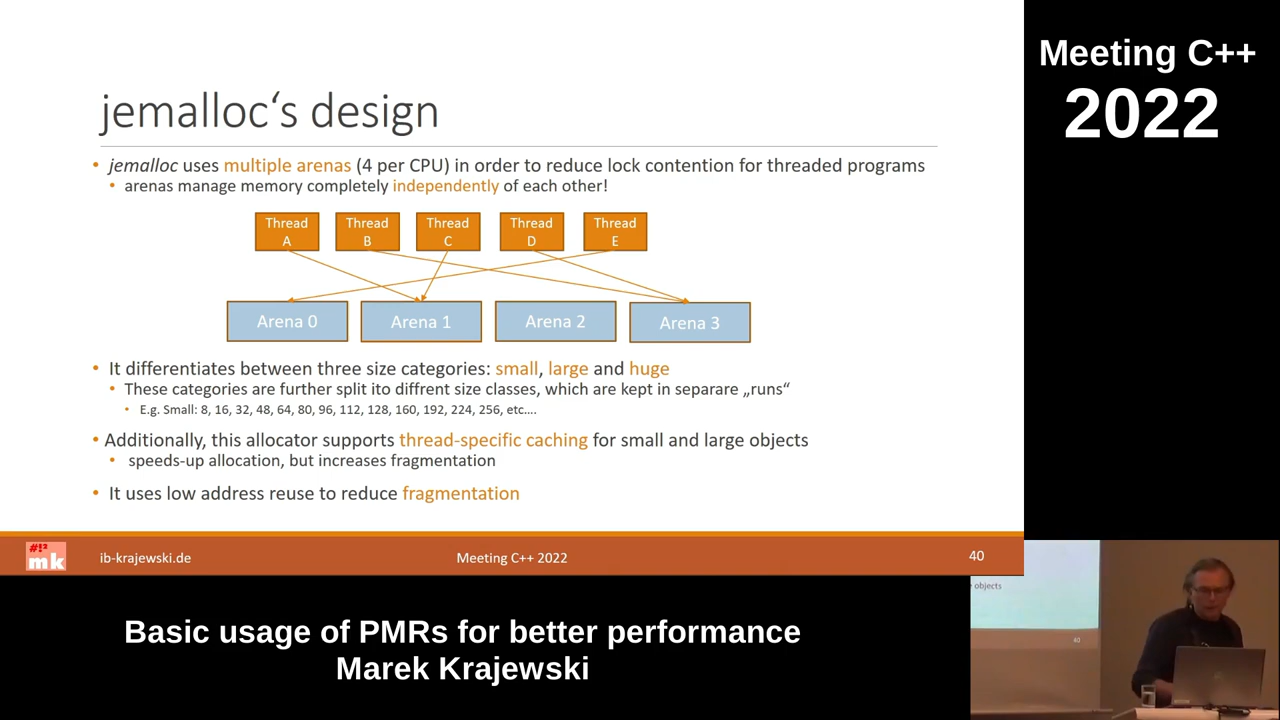 Meeting C++
2022
jemalloc‘s design
• jemalloc uses multiple arenas (4 per CPU) in order to reduce lock contention for threaded programs
• arenas manage memory completely independently of each other!
Thread A
Thread B
Thread C
Thread D
Thread E
Arena 0
Arena 1
Arena 2
Arena 3
• It differentiates between three size categories: small, large and huge
• These categories are further split ito diffrent size classes, which are kept in separare „runs“
• E.g. Small: 8, 16, 32, 48, 64, 80, 96, 112, 128, 160, 192, 224, 256, etc....
• Additionally, this allocator supports thread-specific caching for small and large objects
• speeds-up allocation, but increases fragmentation
• It uses low address reuse to reduce fragmentation
#!²
mk
ib-krajewski.de
Meeting C++ 2022
40
objects
Basic usage of PMRs for better performance
Marek Krajewski